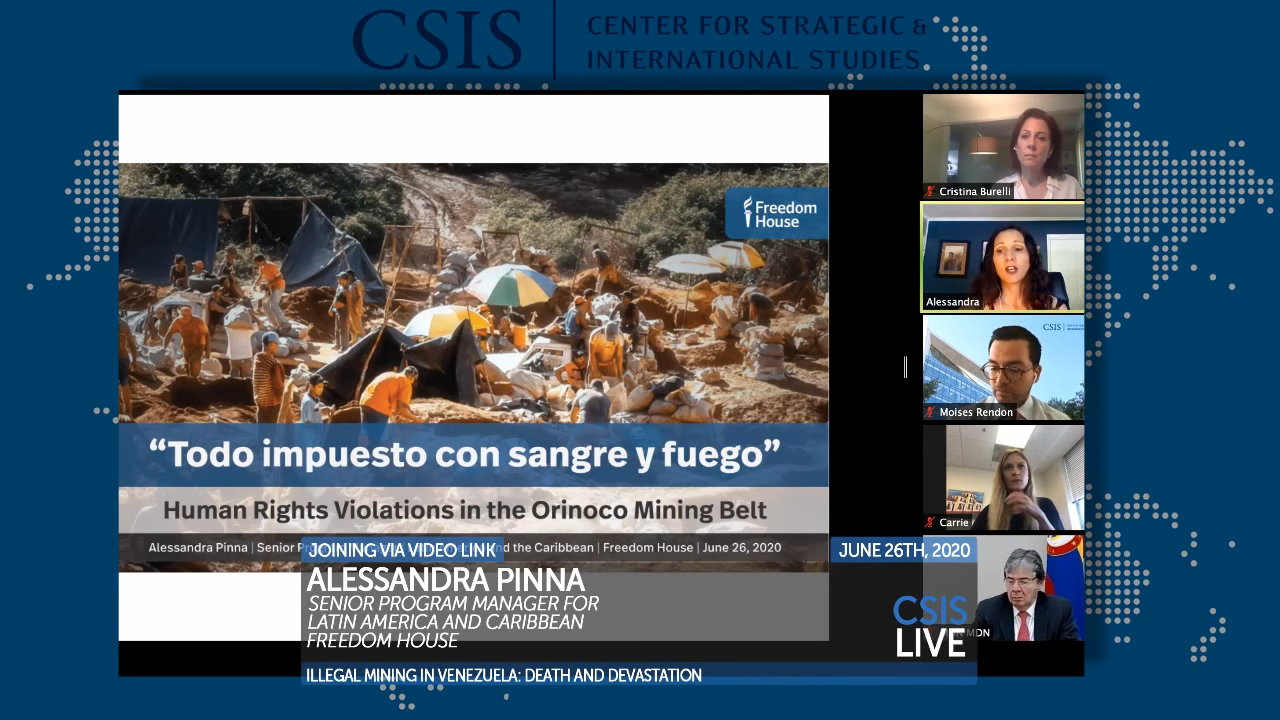 CSIS
CENTER FOR STRATEGIC &
INTERNATIONAL STUDIES
Freedom
House
“Todo impuesto con sangre y fuego”
Human Rights Violations in the Orinoco Mining Belt
Alessandra Pinna | Senior
and the Caribbean | Freedom House | June 26, 2020
Cristina Burelli
Alessandra
CSIS
Moises Rendon
Carrie
MDN
JOINING VIA VIDEO LINK
JUNE 26TH, 2020
ALESSANDRA PINNA
SENIOR PROGRAM MANAGER FOR
LATIN AMERICA AND CARIBBEAN
FREEDOM HOUSE
CSIS
LIVE
ILLEGAL MINING IN VENEZUELA: DEATH AND DEVASTATION